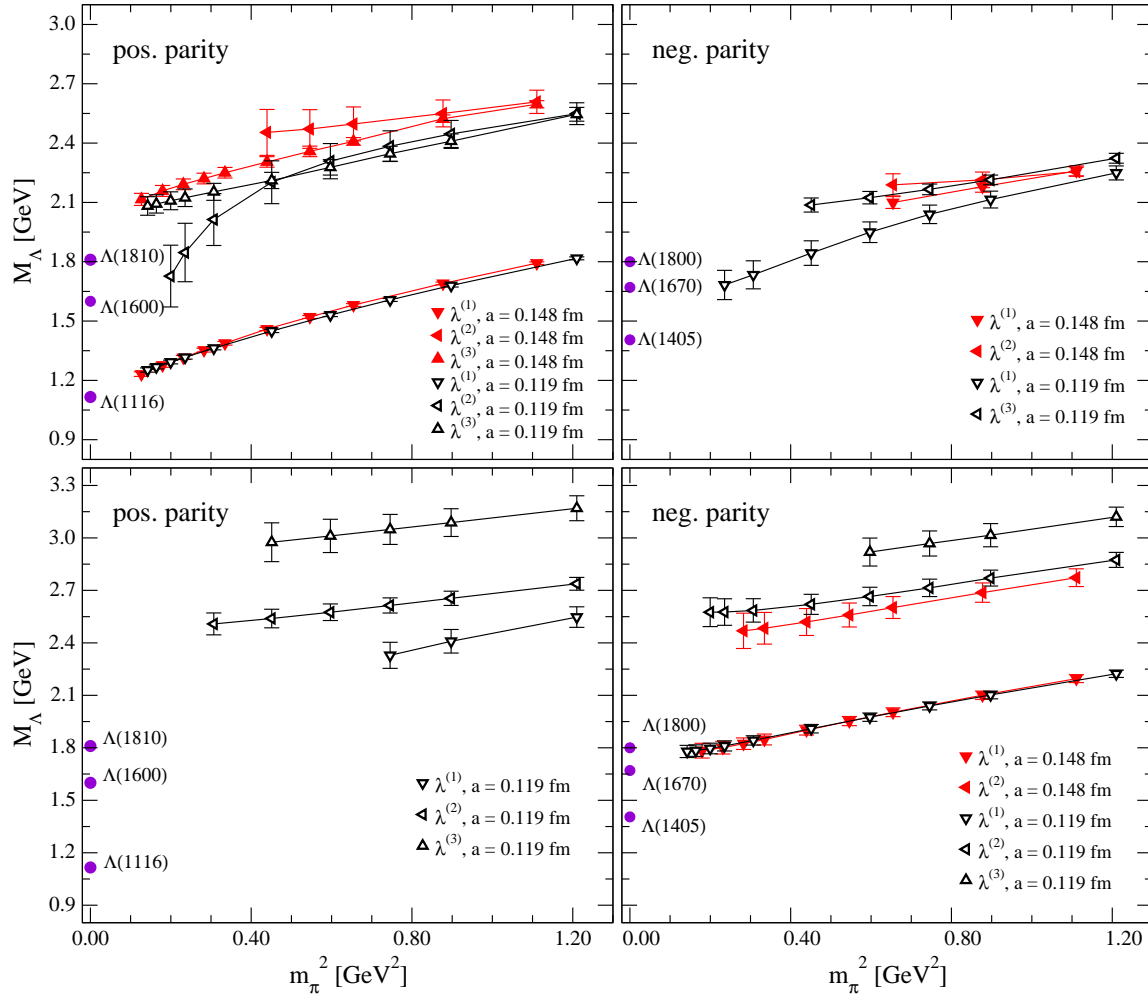 pos. parity
neg. parity
M_Λ [GeV]
3.0
2.7
2.4
2.1
1.8
1.5
1.2
0.9
Λ(1810)
Λ(1600)
Λ(1116)
λ^(1), a = 0.148 fm
λ^(2), a = 0.148 fm
λ^(3), a = 0.148 fm
λ^(1), a = 0.119 fm
λ^(2), a = 0.119 fm
λ^(3), a = 0.119 fm
Λ(1800)
Λ(1670)
Λ(1405)
λ^(1), a = 0.148 fm
λ^(2), a = 0.148 fm
λ^(1), a = 0.119 fm
λ^(3), a = 0.119 fm
pos. parity
neg. parity
M_Λ [GeV]
3.3
3.0
2.7
2.4
2.1
1.8
1.5
1.2
0.9
Λ(1810)
Λ(1600)
Λ(1116)
λ^(1), a = 0.119 fm
λ^(2), a = 0.119 fm
λ^(3), a = 0.119 fm
Λ(1800)
Λ(1670)
Λ(1405)
λ^(1), a = 0.148 fm
λ^(2), a = 0.148 fm
λ^(1), a = 0.119 fm
λ^(2), a = 0.119 fm
λ^(3), a = 0.119 fm
0.00 0.40 0.80 1.20
0.00 0.40 0.80 1.20
m_π^2 [GeV^2]
m_π^2 [GeV^2]